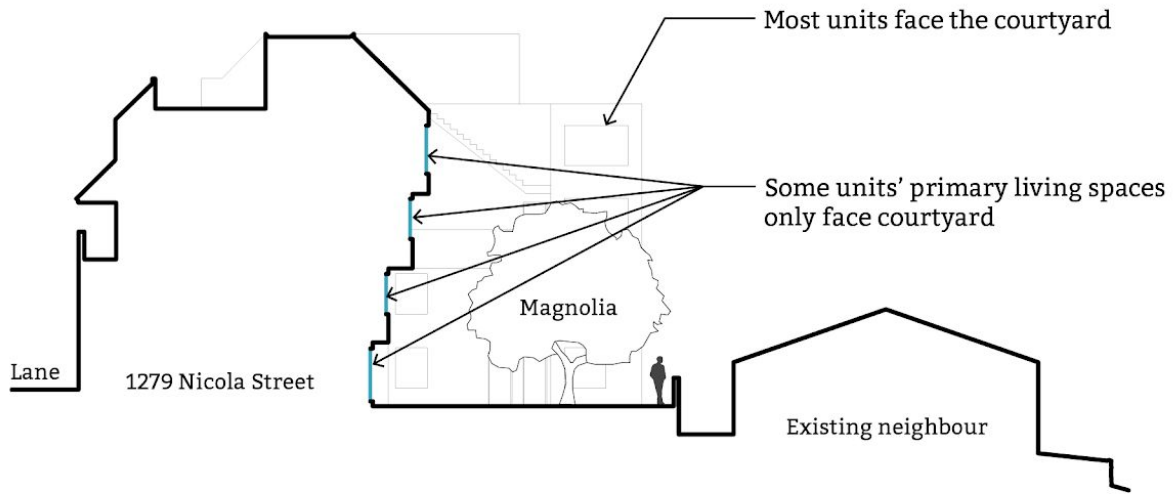 Most units face the courtyard
Some units’ primary living spaces
only face courtyard
Magnolia
Lane
1279 Nicola Street
Existing neighbour